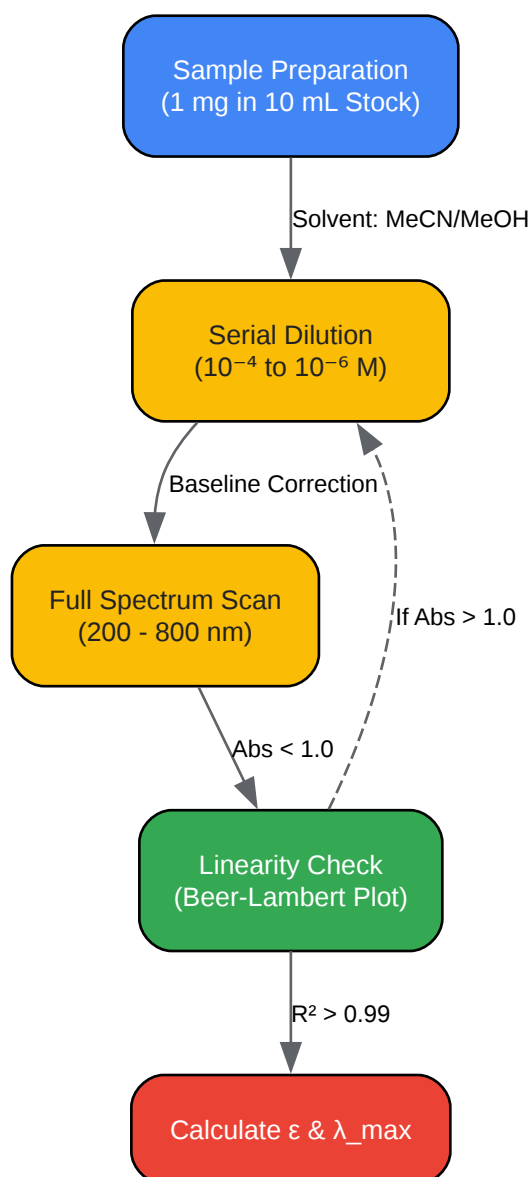 Sample Preparation
(1 mg in 10 mL Stock)
Solvent: MeCN/MeOH
Serial Dilution
(10⁻⁴ to 10⁻⁶ M)
Baseline Correction
Full Spectrum Scan
(200 - 800 nm)
If Abs > 1.0
Abs < 1.0
Linearity Check
(Beer-Lambert Plot)
R² > 0.99
Calculate ε & λ_max